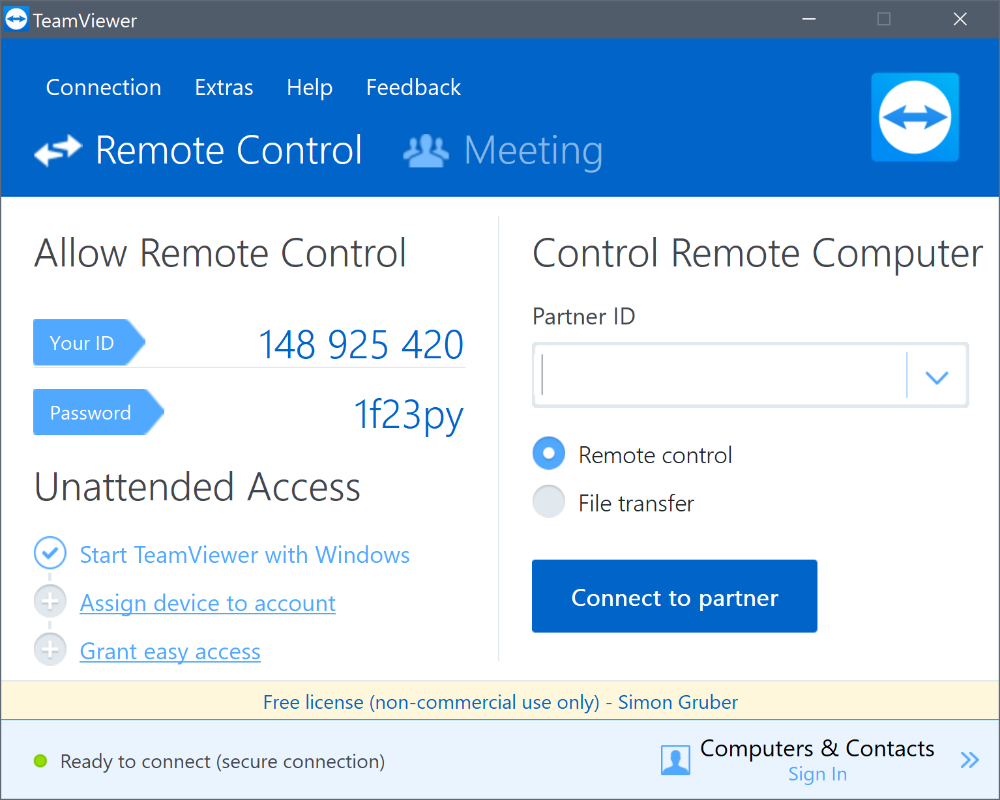 TeamViewer
Connection Extras Help Feedback
Remote Control Meeting
Allow Remote Control
Your ID 148 925 420
Password 1f23py
Unattended Access
Start TeamViewer with Windows
Assign device to account
Grant easy access
Control Remote Computer
Partner ID
Remote control
File transfer
Connect to partner
Free license (non-commercial use only) - Simon Gruber
Ready to connect (secure connection)
Computers & Contacts
Sign In